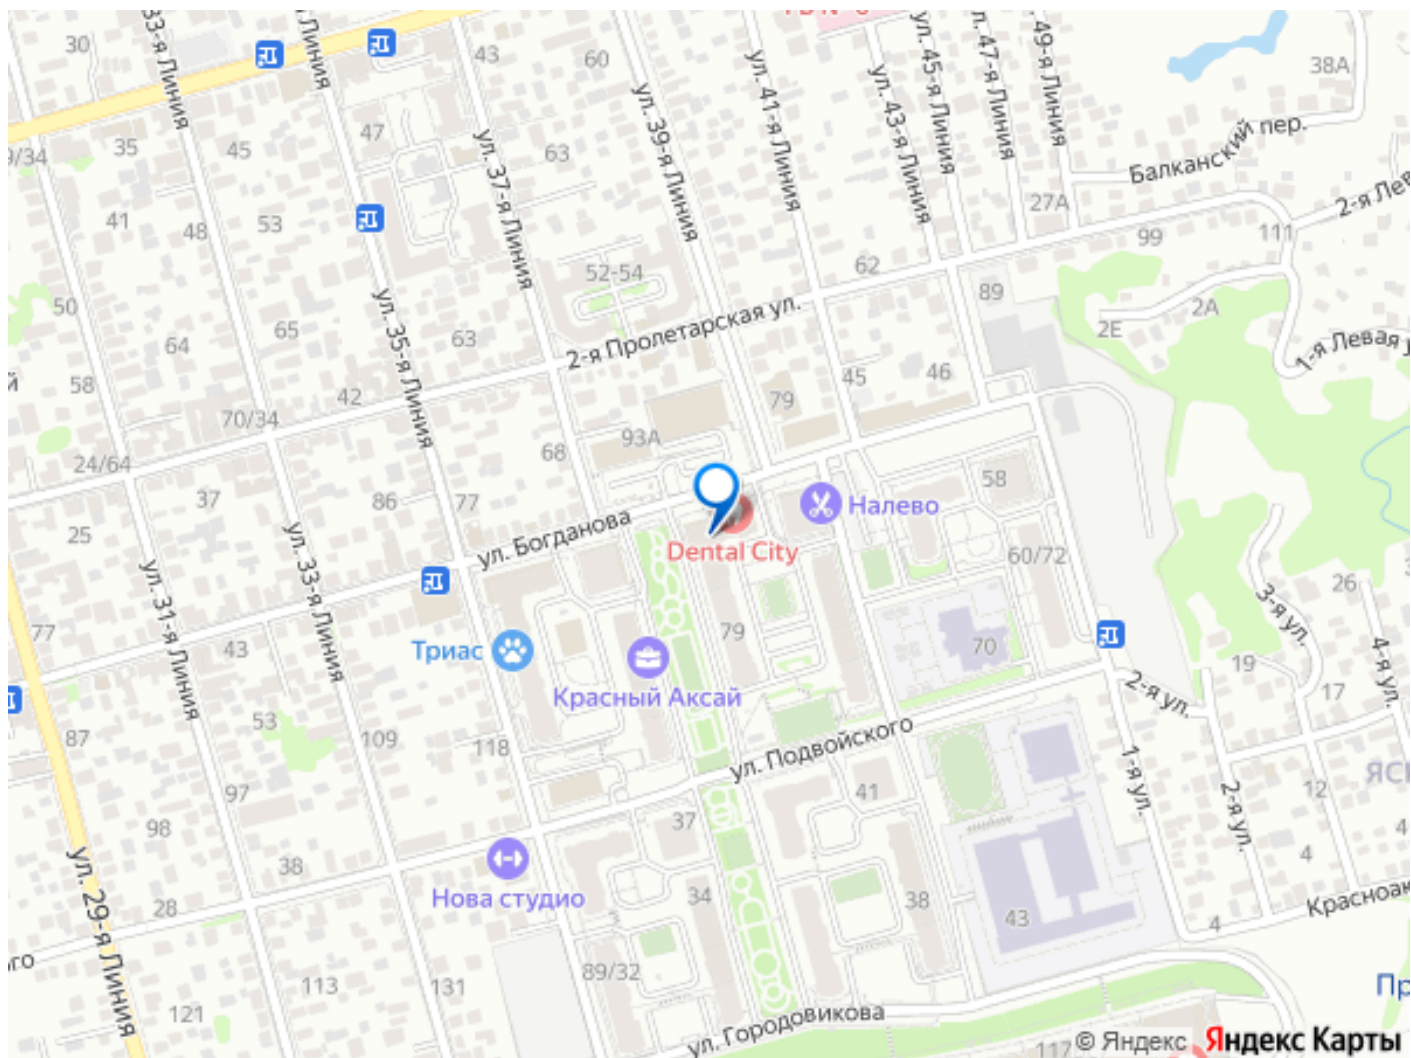 30
43
60
38А
33-я Линия
Линия
ул. 41-я Линия
ул. 45-я Линия
ул. 47-я Линия
49-я Линия
ул. 43-я Линия
ул. 39-я Линия
Балканский пер.
35
45
47
63
ул. 37-я Линия
41
48
53
27А
99
111
52-54
62
89
2А
2Е
50
64
65
63
ул. 35-я Линия
2-я Пролетарская ул.
1-я Левая
58
42
70/34
45
46
79
24/64
68
93А
37
86
77
58
25
ул. Богданова
Налево
Dental City
60/72
ул. 31-я Линия
ул. 33-я Линия
26
3-я ул.
4-я ул.
77
43
Триас
79
70
19
17
Красный Аксай
2-я ул.
53
87
109
118
ул. Подвойского
1-я ул.
2-я ул.
97
98
41
12
4
4
37
38
Нова студио
34
38
43
28
4
ул. 29-я Линия
89/32
113
131
121
ул. Городовикова
117
© Яндекс
Яндекс Карты